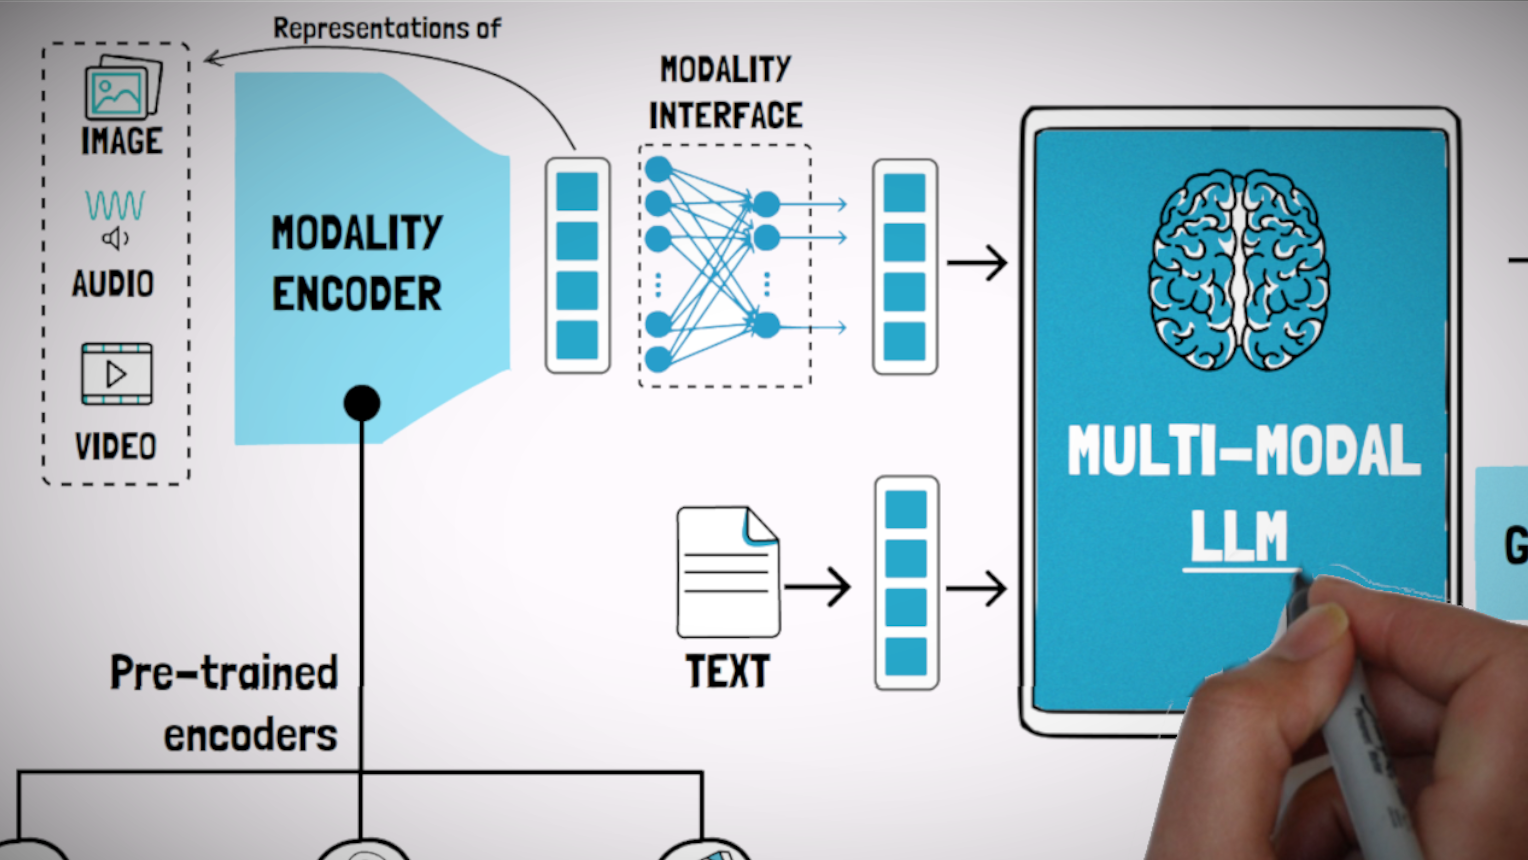 Representations of
IMAGE
AUDIO
VIDEO
MODALITY
ENCODER
MODALITY
INTERFACE
TEXT
MULTI-MODAL
LLM
G
Pre-trained
encoders